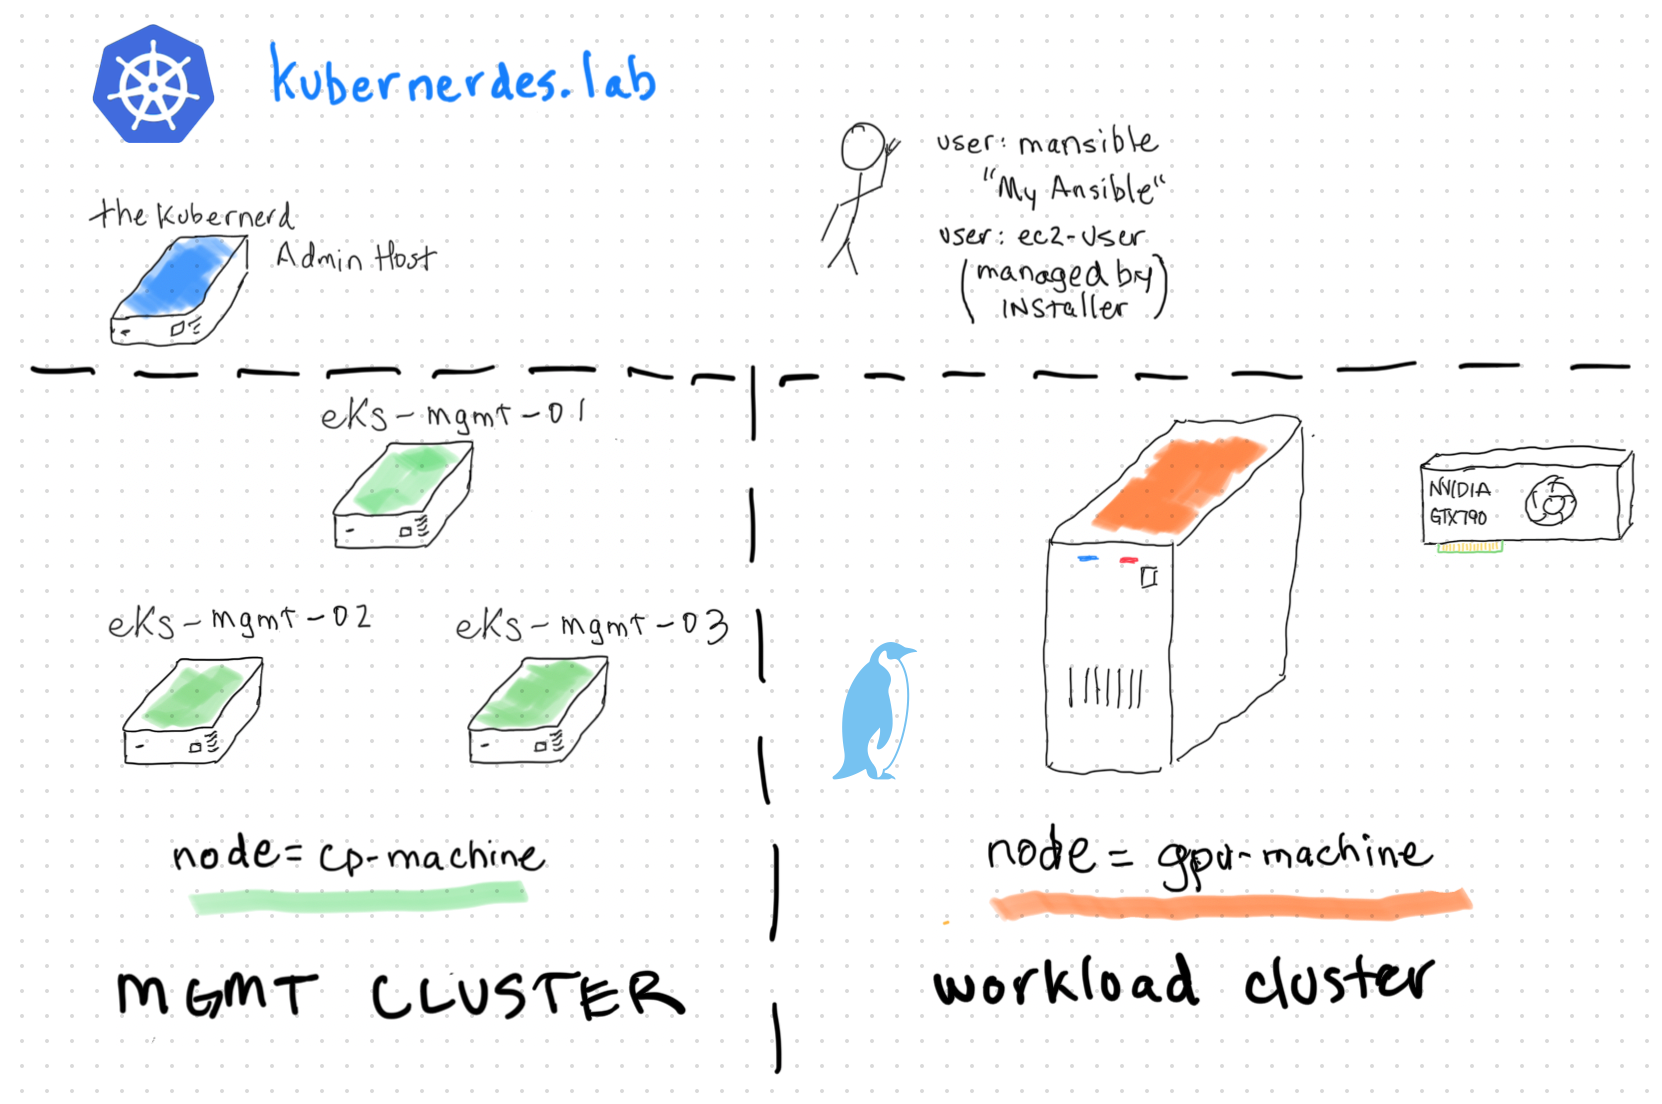 kubernerdes.lab
the Kubernerd
Admin Host
user: mansible
"My Ansible"
user: ec2-user
(managed by
INStaller)
eks-mgmt-01
eks-mgmt-02
eks-mgmt-03
NVIDIA
GTX790
node= cp-machine
node = gpu-machine
MGMT CLUSTER
workload cluster